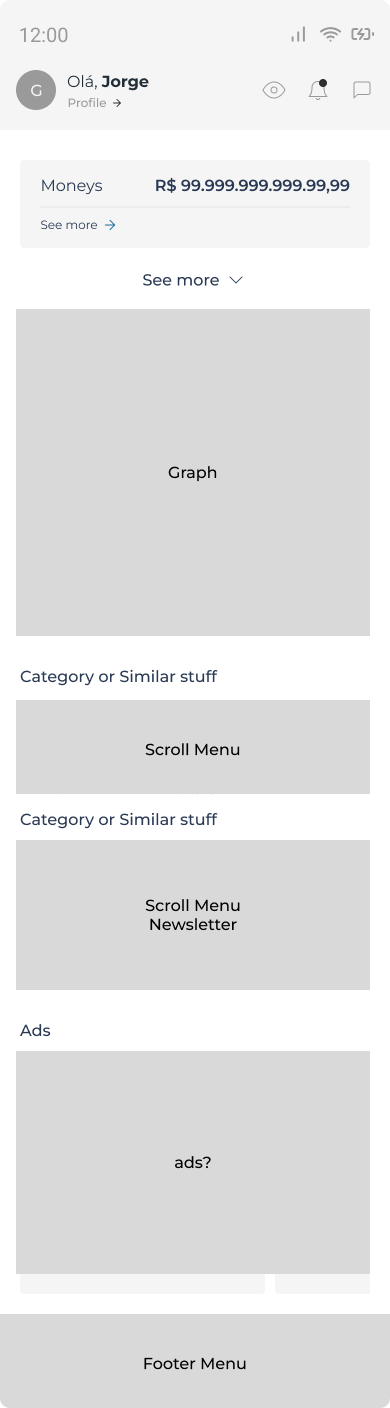 12:00
G
Olá, Jorge
Profile
Moneys R$ 99.999.999.999.99,99
See more
See more
Graph
Category or Similar stuff
Scroll Menu
Category or Similar stuff
Scroll Menu
Newsletter
Ads
ads?
Footer Menu